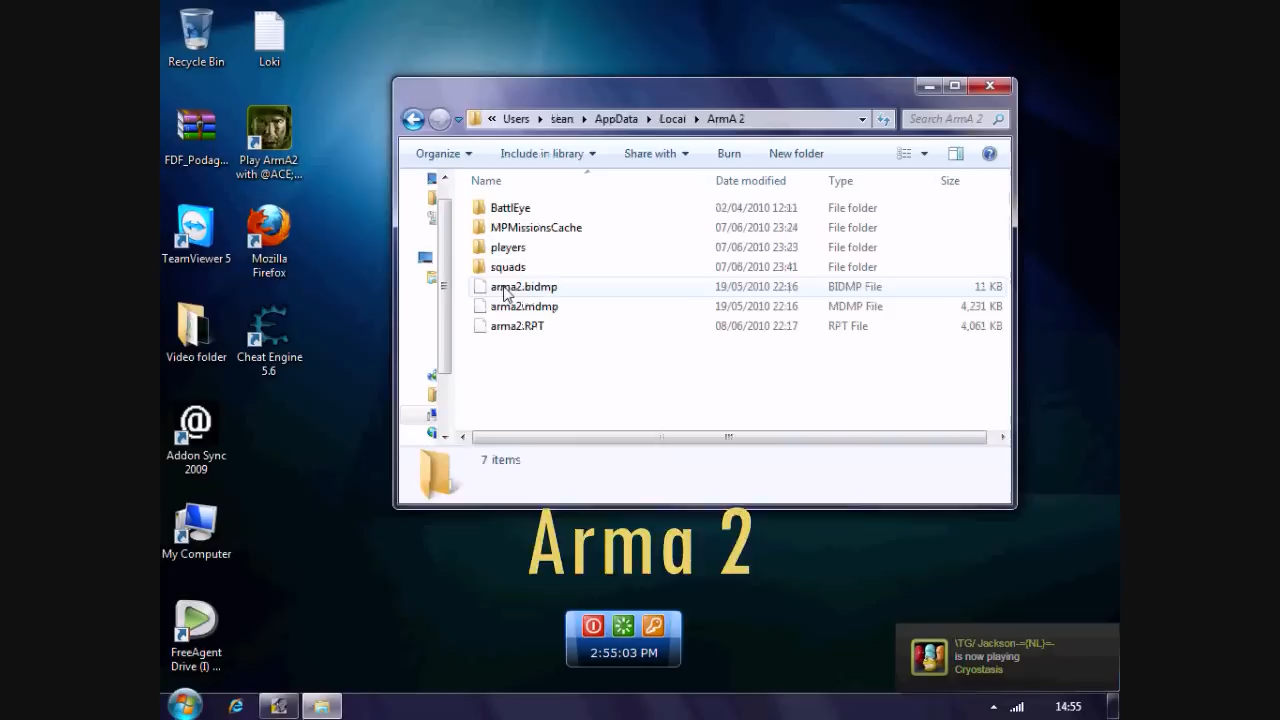 Recycle Bin
Loki
FDF_Podag...
Play ArmA2
with @ACE;...
TeamViewer 5
Mozilla
Firefox
Video folder
Cheat Engine
5.6
Addon Sync
2009
My Computer
FreeAgent
Drive (I) ...
« Users sean AppData Local ArmA 2
Search ArmA 2
Organize Include in library Share with Burn New folder
Name Date modified Type Size
BattlEye 02/04/2010 12:11 File folder
MPMissionsCache 07/06/2010 23:24 File folder
players 07/06/2010 23:23 File folder
squads 07/06/2010 23:41 File folder
arma2.bidmp 19/05/2010 22:16 BIDMP File 11 KB
arma2.mdmp 19/05/2010 22:16 MDMP File 4,231 KB
arma2.RPT 08/06/2010 22:17 RPT File 4,061 KB
7 items
Arma 2
2:55:03 PM
\TG/ Jackson-={NL}=-
is now playing
Cryostasis
14:55